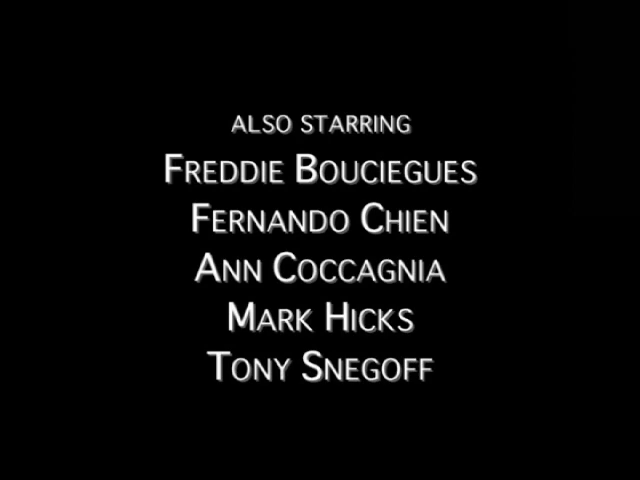 ALSO STARRING
FREDDIE BOUCIEGUES
FERNANDO CHIEN
ANN COCCAGNIA
MARK HICKS
TONY SNEGOFF